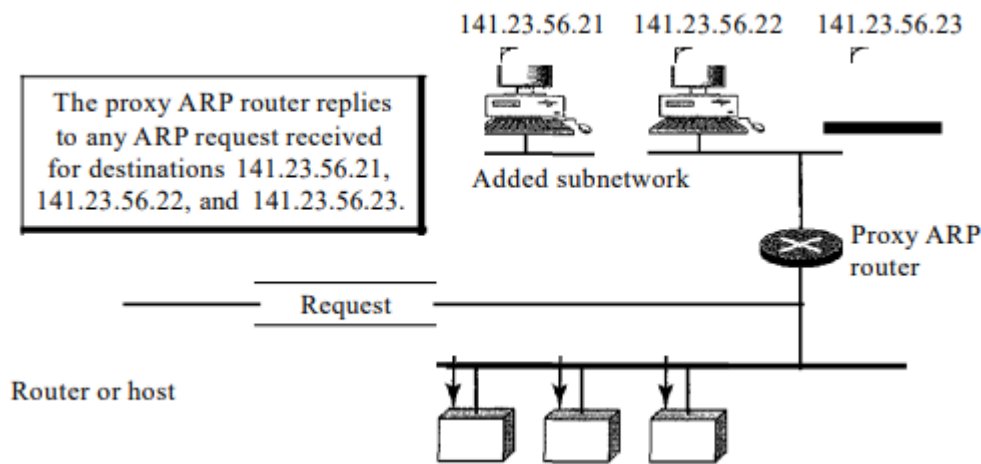 141.23.56.21 141.23.56.22 141.23.56.23
The proxy ARP router replies
to any ARP request received
for destinations 141.23.56.21,
141.23.56.22, and 141.23.56.23.
Added subnetwork
Proxy ARP
router
Request
Router or host